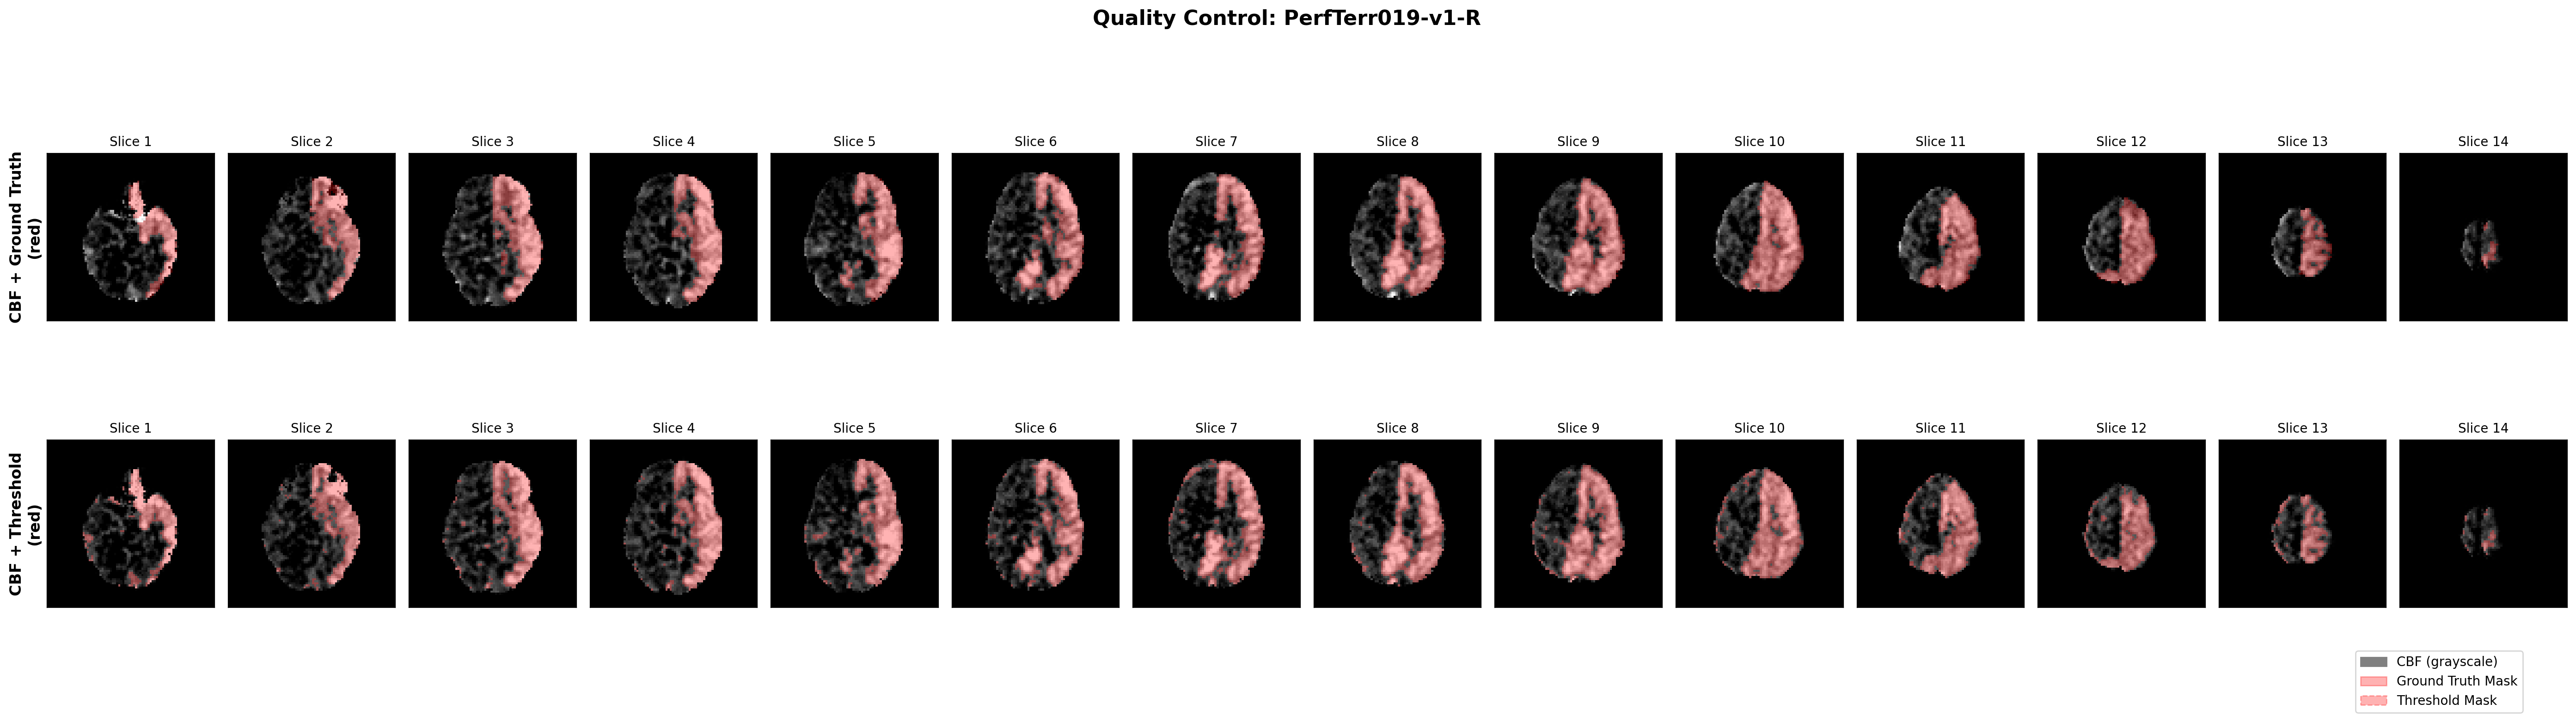 Quality Control: PerfTerr019-v1-R
CBF + Ground Truth
(red)
Slice 1
Slice 2
Slice 3
Slice 4
Slice 5
Slice 6
Slice 7
Slice 8
Slice 9
Slice 10
Slice 11
Slice 12
Slice 13
Slice 14
CBF + Threshold
(red)
Slice 1
Slice 2
Slice 3
Slice 4
Slice 5
Slice 6
Slice 7
Slice 8
Slice 9
Slice 10
Slice 11
Slice 12
Slice 13
Slice 14
CBF (grayscale)
Ground Truth Mask
Threshold Mask